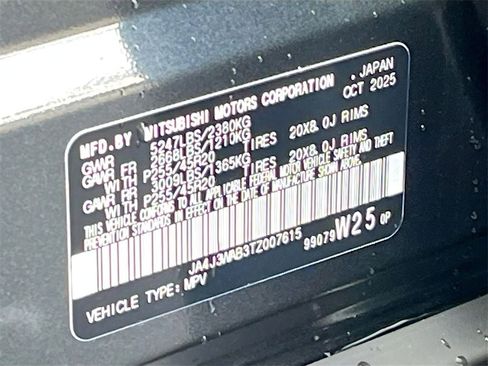 MFD.BY MITSUBISHI MOTORS CORPORATION , JAPAN
GVWR 5247LBS/2380KG OCT 2025
GAWR FR 2668LBS/1210KG
WITH P255/45R20 TIRES 20X8.0J RIMS
GAWR RR 3009LBS/1365KG
WITH P255/45R20 TIRES 20X8.0J RIMS
THIS VEHICLE CONFORMS TO ALL APPLICABLE FEDERAL MOTOR VEHICLE SAFETY AND THEFT
PREVENTION STANDARDS IN EFFECT ON THE DATE OF MANUFACTURE SHOWN ABOVE.
JA4J3WAB3TZ007615
99079 W25 0P
VEHICLE TYPE: MPV